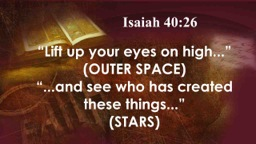 Isaiah 40:26
“Lift up your eyes on high...”
(OUTER SPACE)
“...and see who has created
these things...”
(STARS)